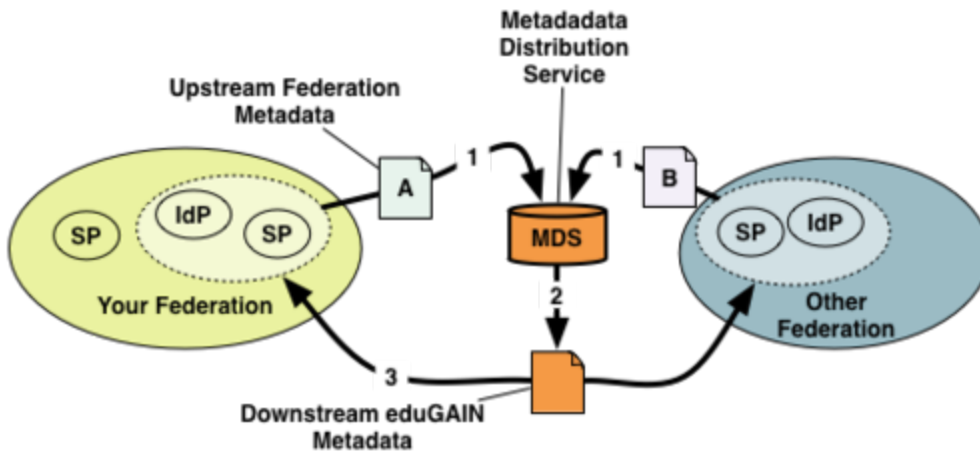 Metadadata
Distribution
Service
Upstream Federation
Metadata
1
1
A
B
IdP
SP
SP
MDS
SP
IdP
Your Federation
2
Other
Federation
3
Downstream eduGAIN
Metadata